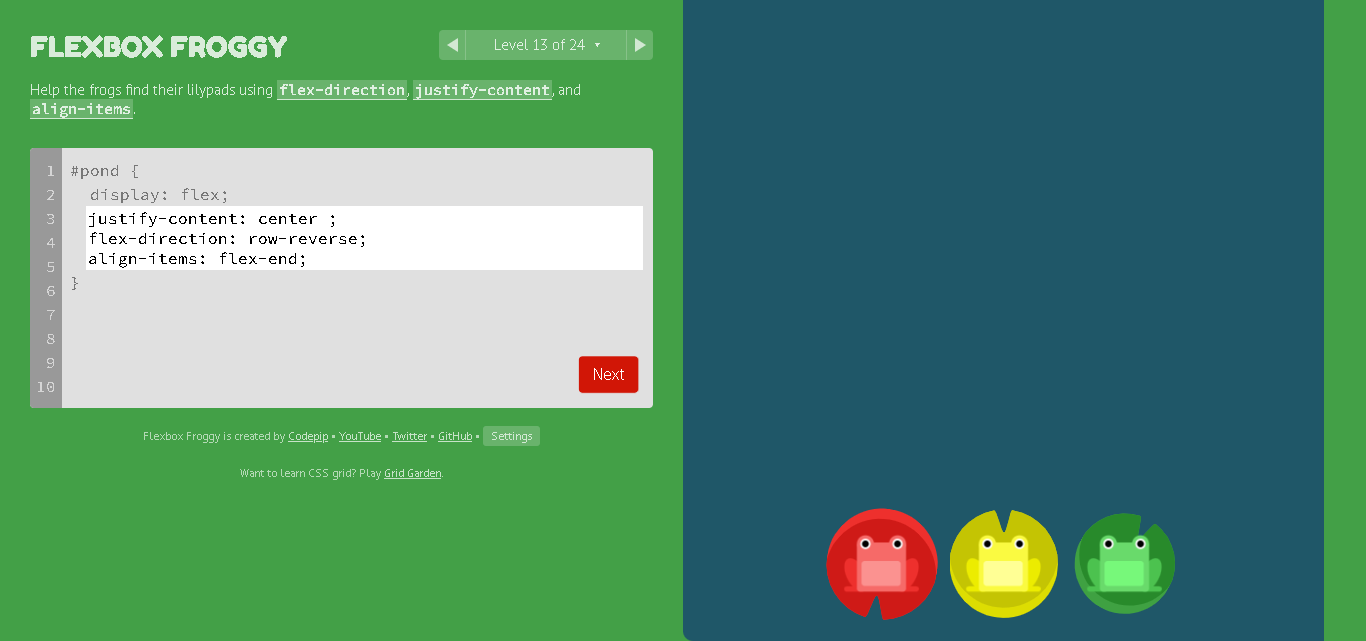 FLEXBOX FROGGY
Level 13 of 24
Help the frogs find their lilypads using flex-direction, justify-content, and
align-items.
1 #pond {
2 display: flex;
3 justify-content: center ;
4 flex-direction: row-reverse;
5 align-items: flex-end;
6 }
7
8
9
10
Next
Flexbox Froggy is created by Codepip • YouTube • Twitter • GitHub • Settings
Want to learn CSS grid? Play Grid Garden.